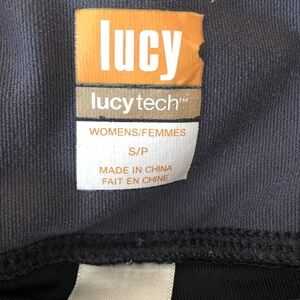 lucy
lucytech™
WOMENS/FEMMES
S/P
MADE IN CHINA
FAIT EN CHINE